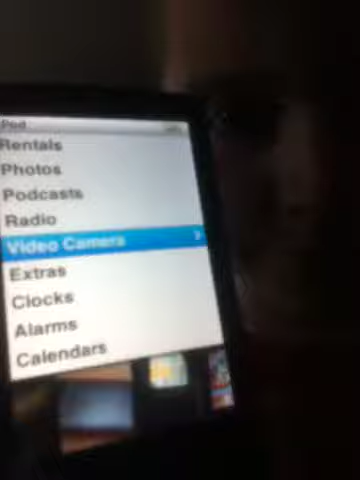 iPod
Rentals
Photos
Podcasts
Radio
Video Camera
Extras
Clocks
Alarms
Calendars